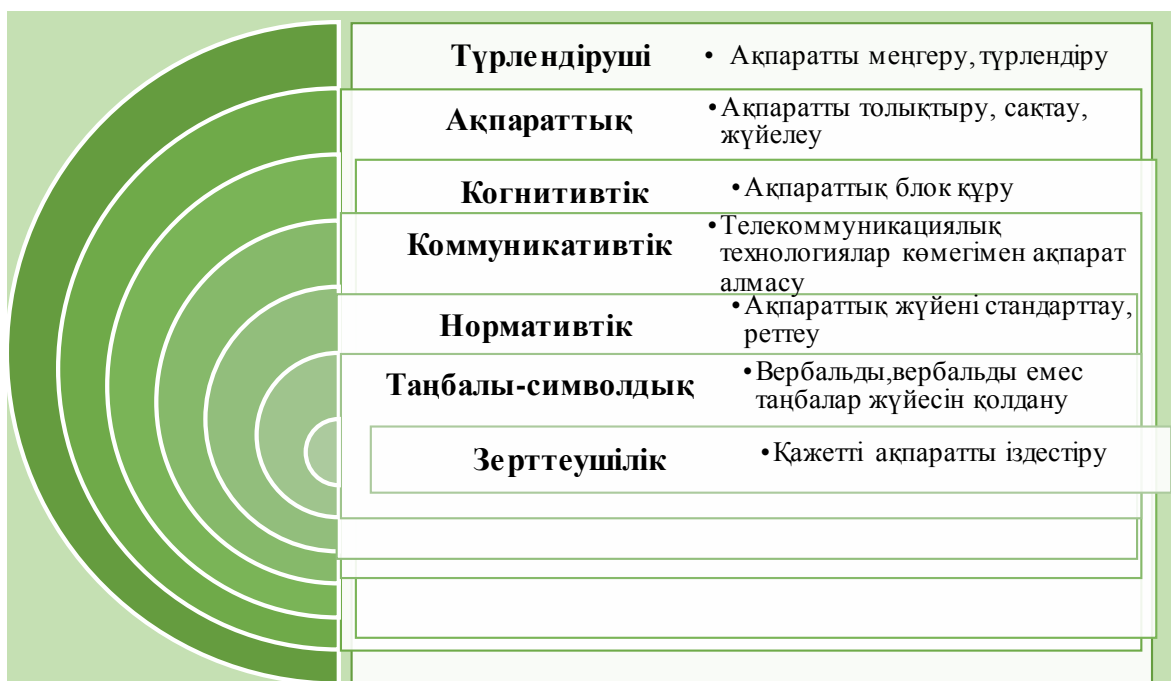 Түрлендіруші • Ақпаратты меңгеру, түрлендіру
Ақпараттық •Ақпаратты толықтыру, сақтау,
жүйелеу
Когнитивтік •Ақпараттық блок құру
Коммуникативтік •Телекоммуникациялық
технологиялар көмегімен ақпарат
алмасу
Нормативтік •Ақпараттық жүйені стандарттау,
реттеу
Таңбалы-символдық •Вербальды,вербальды емес
таңбалар жүйесін қолдану
Зерттеушілік •Қажетті ақпаратты іздестіру